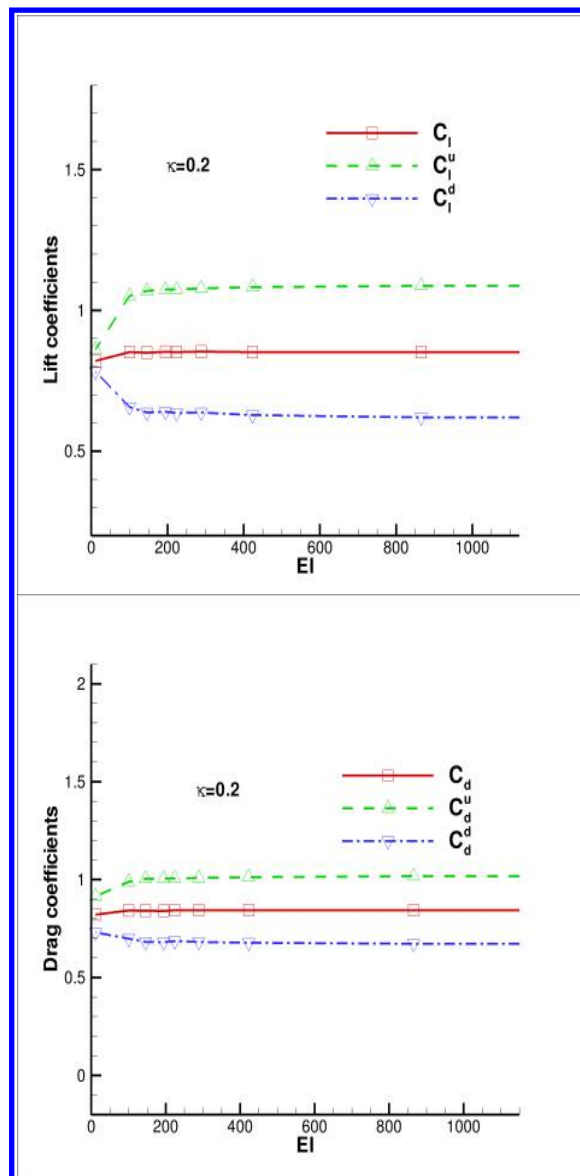 C_l
C_l^u
C_l^d
κ=0.2
Lift coefficients
1.5
1
0.5
0 200 400 600 800 1000
EI
C_d
C_d^u
C_d^d
κ=0.2
Drag coefficients
2
1.5
1
0.5
0
0 200 400 600 800 1000
EI